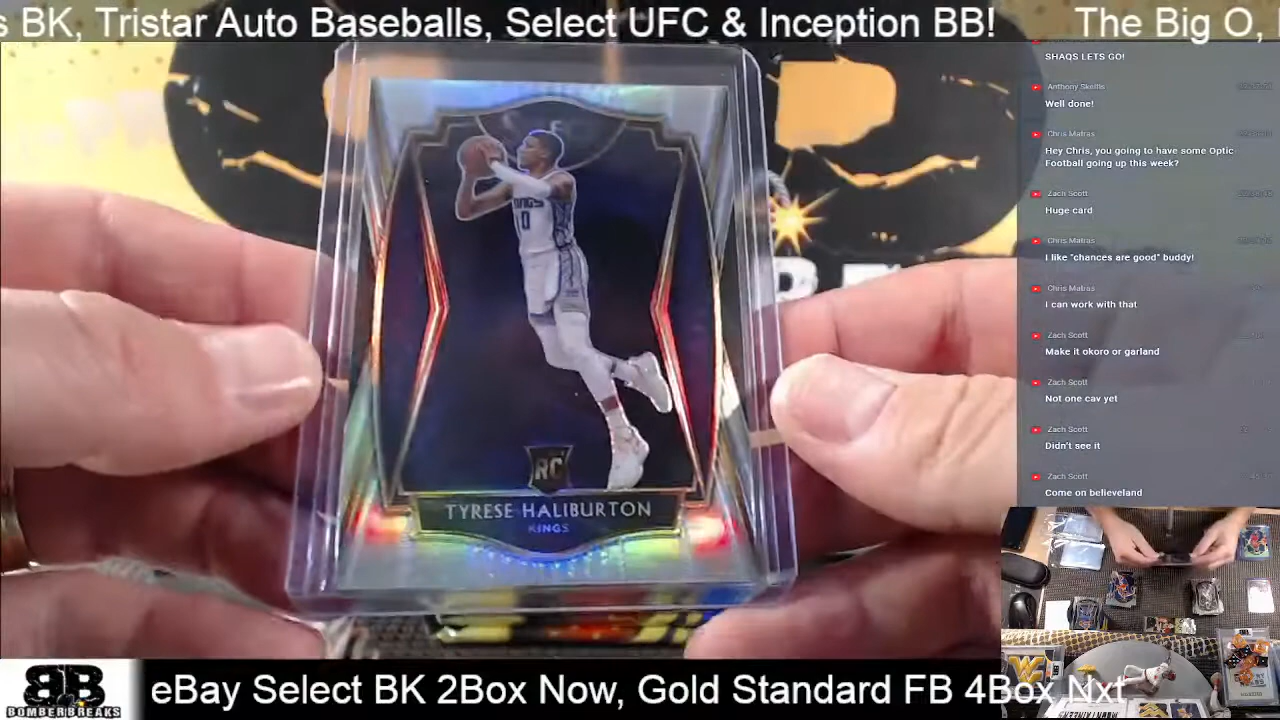 s BK, Tristar Auto Baseballs, Select UFC & Inception BB!
The Big O,
SHAQS LETS GO!
Anthony Skellis
Well done!
Chris Matras
Hey Chris, you going to have some Optic
Football going up this week?
Zach Scott
Huge card
Chris Matras
I like "chances are good" buddy!
Chris Matras
I can work with that
Zach Scott
Make it okoro or garland
Zach Scott
Not one cav yet
Zach Scott
Didn't see it
Zach Scott
Come on believeland
RC
TYRESE HALIBURTON
KINGS
BB
BOMBERBREAKS
eBay Select BK 2Box Now, Gold Standard FB 4Box Nxt